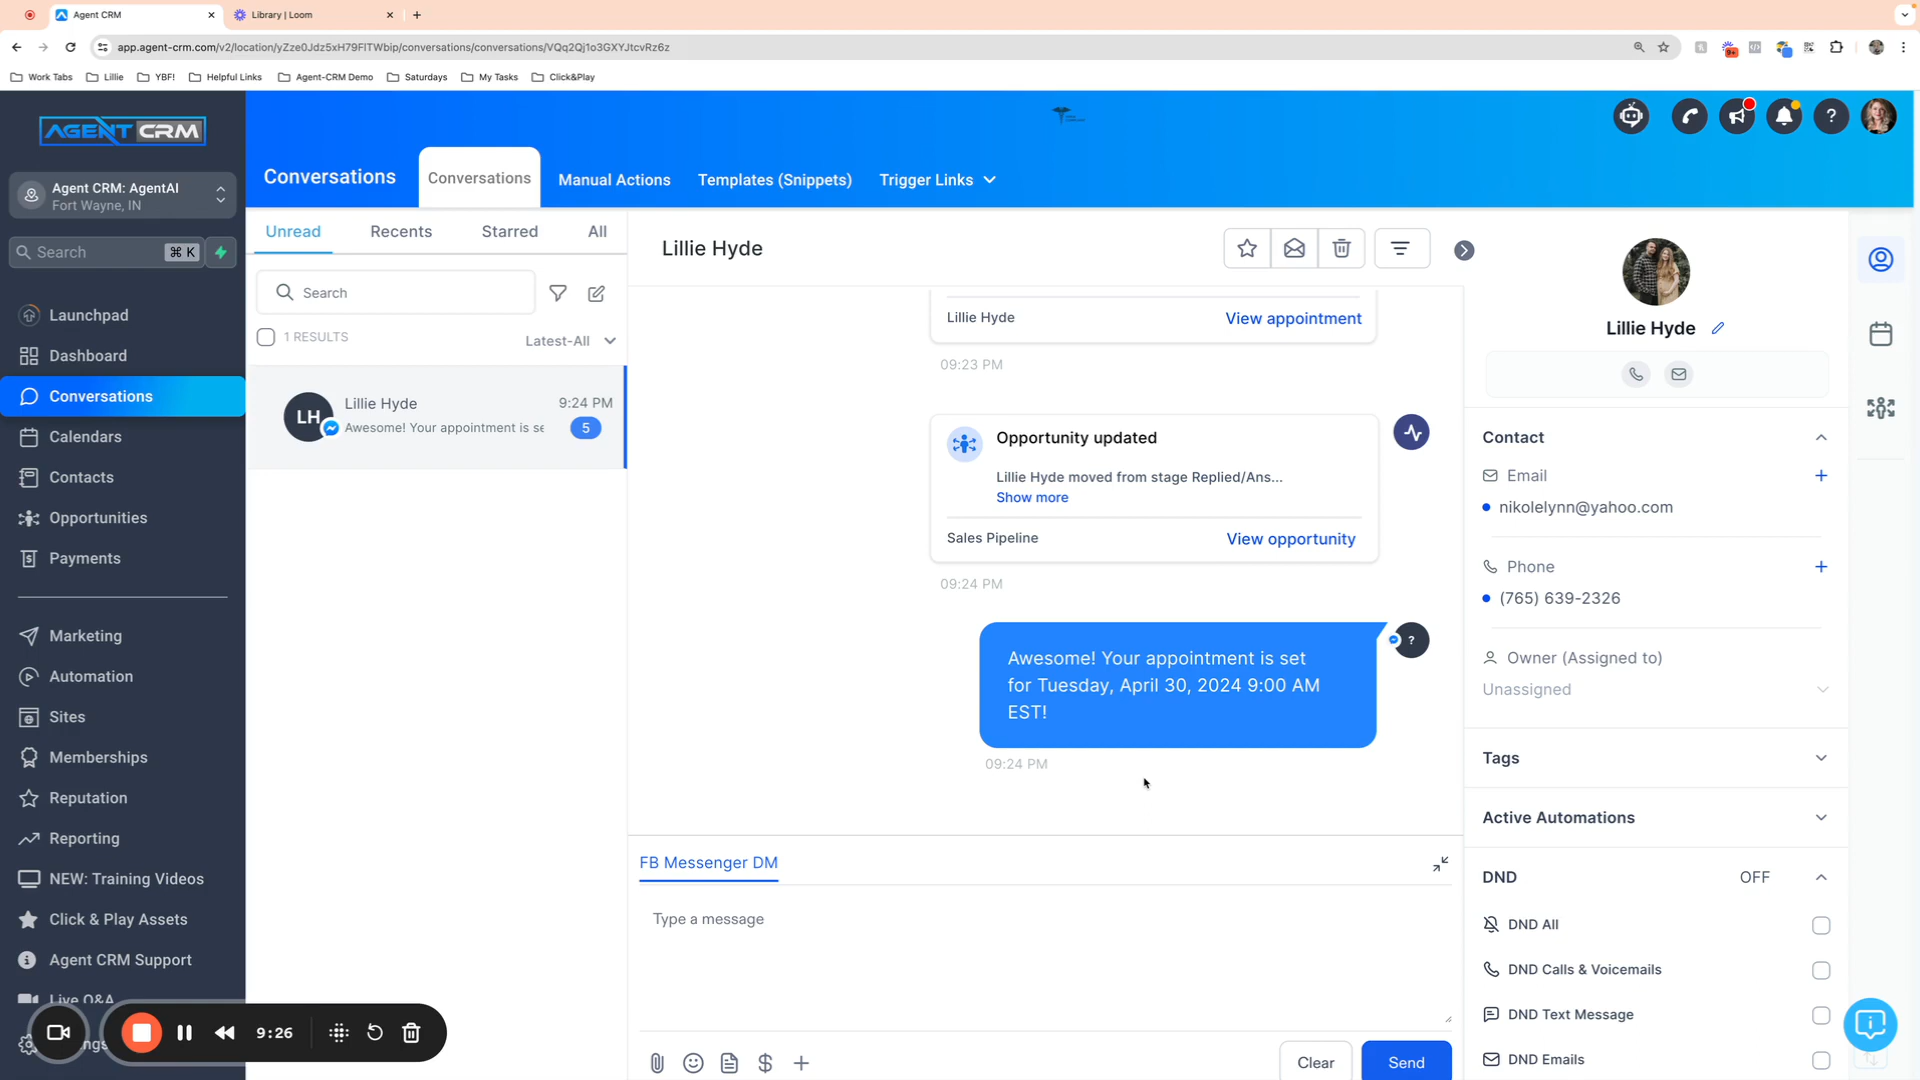 Agent CRM
Library | Loom
app.agent-crm.com/v2/location/yZze0Jdz5xH79FlTWbip/conversations/conversations/VQq2Qj1o3GXYJtcvRz6z
Work Tabs
Lillie
YBF!
Helpful Links
Agent-CRM Demo
Saturdays
My Tasks
Click&Play
AGENT CRM
Agent CRM: AgentAI
Fort Wayne, IN
Search
⌘ K
Launchpad
Dashboard
Conversations
Calendars
Contacts
Opportunities
Payments
Marketing
Automation
Sites
Memberships
Reputation
Reporting
NEW: Training Videos
Click & Play Assets
Agent CRM Support
Live Q&A
9:26
Conversations
Conversations
Manual Actions
Templates (Snippets)
Trigger Links
Unread
Recents
Starred
All
Search
1 RESULTS
Latest-All
LH
Lillie Hyde
9:24 PM
Awesome! Your appointment is se
5
Lillie Hyde
Lillie Hyde
View appointment
09:23 PM
Opportunity updated
Lillie Hyde moved from stage Replied/Ans...
Show more
Sales Pipeline
View opportunity
09:24 PM
Awesome! Your appointment is set
for Tuesday, April 30, 2024 9:00 AM
EST!
?
09:24 PM
FB Messenger DM
Type a message
Clear
Send
Lillie Hyde
Contact
Email
nikolelynn@yahoo.com
Phone
(765) 639-2326
Owner (Assigned to)
Unassigned
Tags
Active Automations
DND
OFF
DND All
DND Calls & Voicemails
DND Text Message
DND Emails